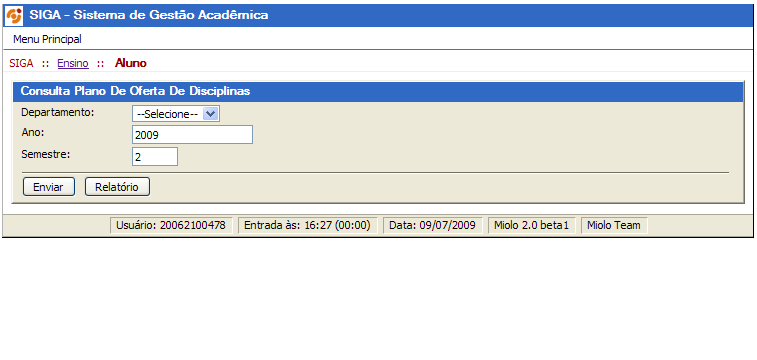 SIGA - Sistema de Gestão Acadêmica
Menu Principal
SIGA :: Ensino :: Aluno
Consulta Plano De Oferta De Disciplinas
Departamento: --Selecione--
Ano: 2009
Semestre: 2
Enviar Relatório
Usuário: 20062100478 Entrada às: 16:27 (00:00) Data: 09/07/2009 Miolo 2.0 beta1 Miolo Team